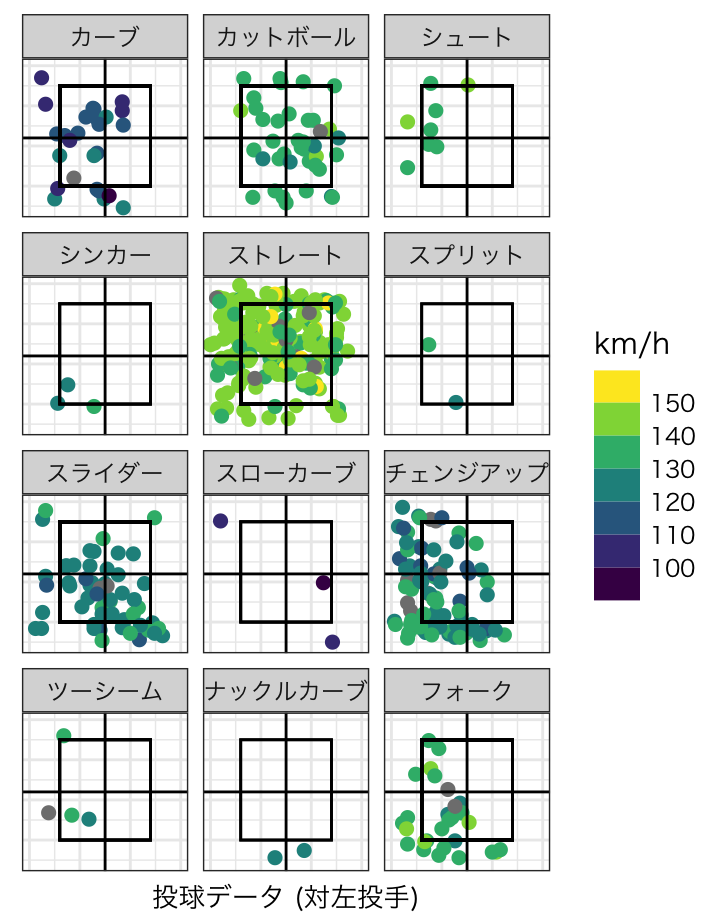 カーブ
カットボール
シュート
シンカー
ストレート
スプリット
スライダー
スローカーブ
チェンジアップ
ツーシーム
ナックルカーブ
フォーク
km/h
150
140
130
120
110
100
投球データ (対左投手)